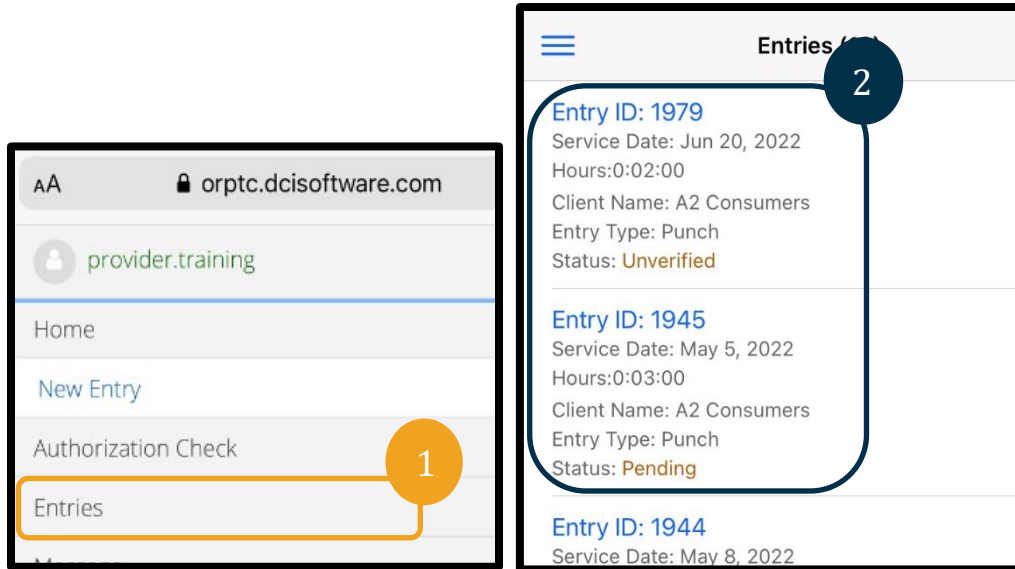 AA orptc.dcisoftware.com
provider.training
Home
New Entry
Authorization Check
1
Entries
Entries
2
Entry ID: 1979
Service Date: Jun 20, 2022
Hours:0:02:00
Client Name: A2 Consumers
Entry Type: Punch
Status: Unverified
Entry ID: 1945
Service Date: May 5, 2022
Hours:0:03:00
Client Name: A2 Consumers
Entry Type: Punch
Status: Pending
Entry ID: 1944
Service Date: May 8, 2022